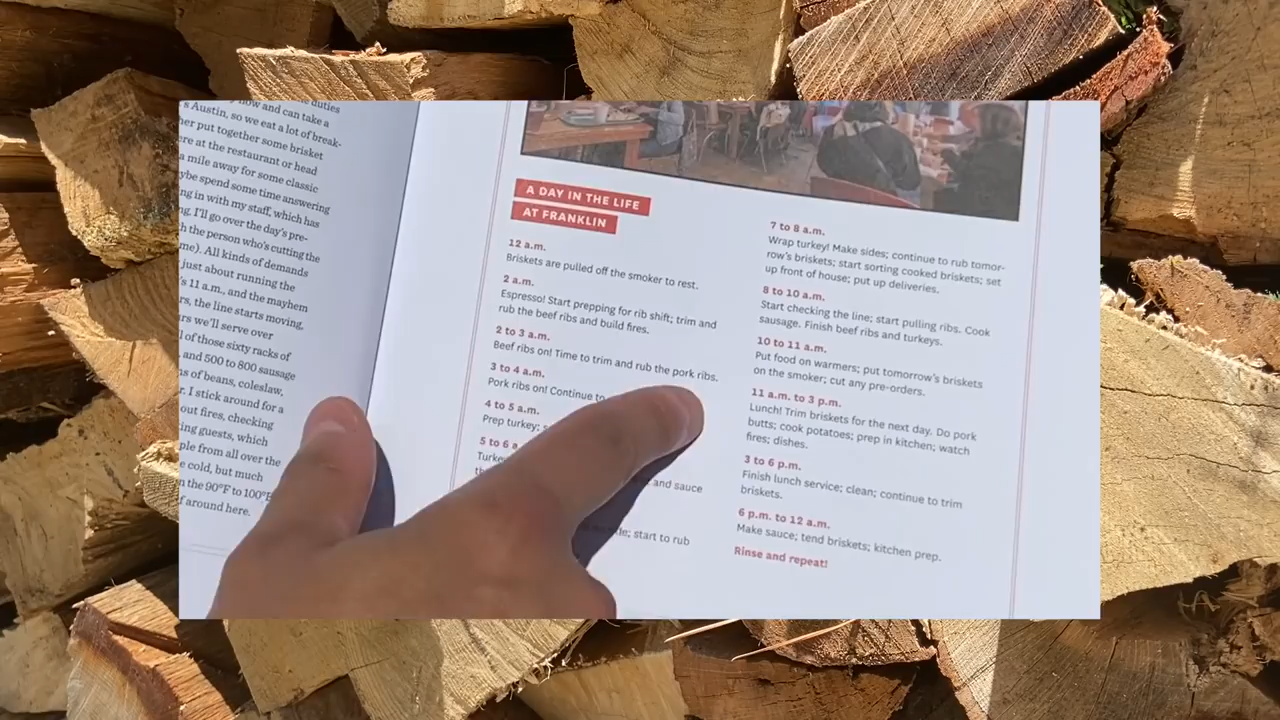 duties
now and can take a
s Austin, so we eat a lot of break-
her put together some brisket
ere at the restaurant or head
a mile away for some classic
ybe spend some time answering
ng in with my staff, which has
ng. I'll go over the day's pre-
h the person who's cutting the
me). All kinds of demands
just about running the
's 11 a.m., and the mayhem
rs, the line starts moving,
rs we'll serve over
l of those sixty racks of
and 500 to 800 sausage
ns of beans, coleslaw,
r. I stick around for a
out fires, checking
ing guests, which
ple from all over the
e cold, but much
n the 90°F to 100°F
f around here.
A DAY IN THE LIFE
AT FRANKLIN
12 a.m.
Briskets are pulled off the smoker to rest.
2 a.m.
Espresso! Start prepping for rib shift; trim and
rub the beef ribs and build fires.
2 to 3 a.m.
Beef ribs on! Time to trim and rub the pork ribs.
3 to 4 a.m.
Pork ribs on! Continue to
4 to 5 a.m.
Prep turkey;
5 to 6 a
and sauce
start to rub
7 to 8 a.m.
Wrap turkey! Make sides; continue to rub tomor-
row's briskets; start sorting cooked briskets; set
up front of house; put up deliveries.
8 to 10 a.m.
Start checking the line; start pulling ribs. Cook
sausage. Finish beef ribs and turkeys.
10 to 11 a.m.
Put food on warmers; put tomorrow's briskets
on the smoker; cut any pre-orders.
11 a.m. to 3 p.m.
Lunch! Trim briskets for the next day. Do pork
butts; cook potatoes; prep in kitchen; watch
fires; dishes.
3 to 6 p.m.
Finish lunch service; clean; continue to trim
briskets.
6 p.m. to 12 a.m.
Make sauce; tend briskets; kitchen prep.
Rinse and repeat!